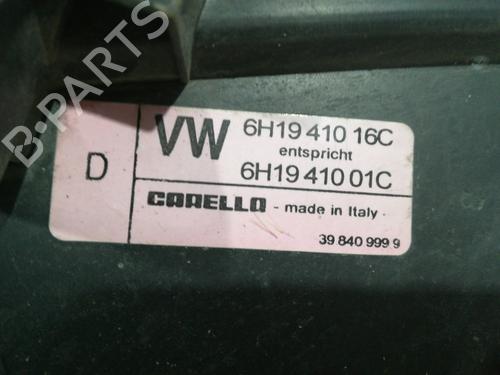 B-PARTS
D
VW
6H19 410 16C
entspricht
6H19 410 01C
CARELLO - made in Italy -
39 840 999 9